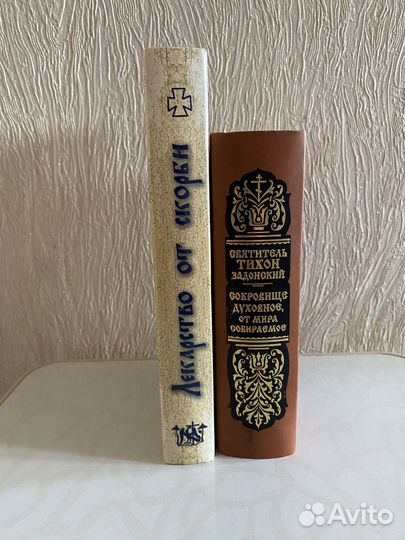 Лекарство от скорби
СВЯТИТЕЛЬ
ТИХОН
ЗАДОНСКИЙ
СОКРОВИЩЕ
ДУХОВНОЕ,
ОТ МИРА
СОБИРАЕМОЕ
Avito